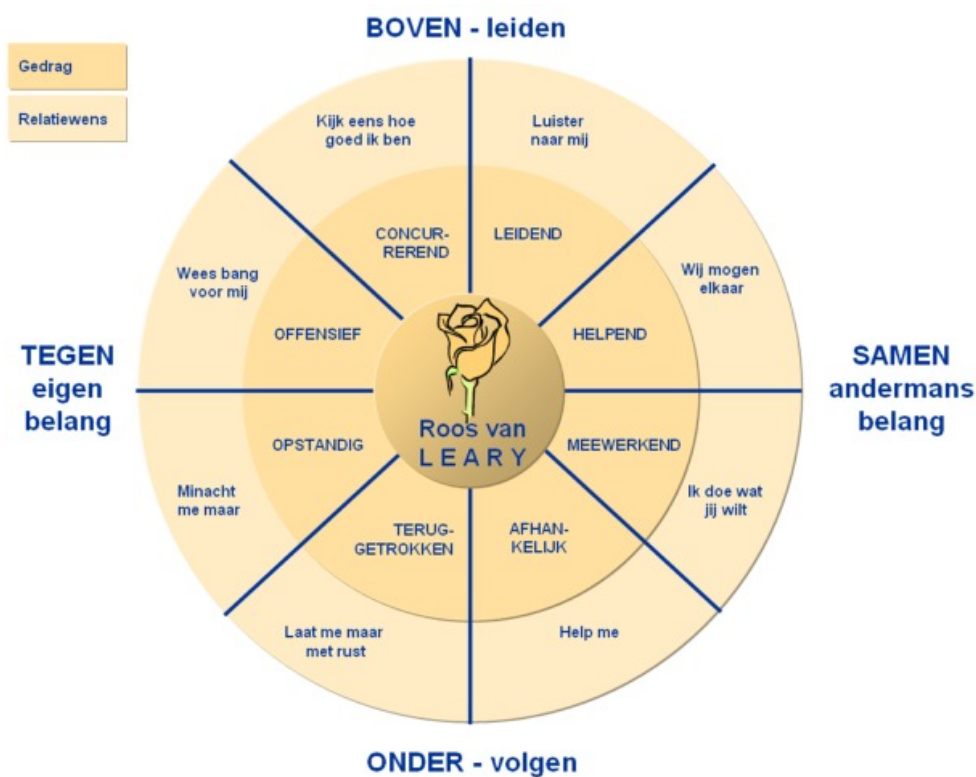 BOVEN - leiden
Gedrag
Relatiewens
Kijk eens hoe
goed ik ben
Luister
naar mij
CONCUR-
REREND
LEIDEND
Wees bang
voor mij
Wij mogen
elkaar
OFFENSIEF
HELPEND
TEGEN
eigen
belang
SAMEN
andermans
belang
Roos van
LEARY
OPSTANDIG
MEEWERKEND
Minacht
me maar
Ik doe wat
jij wilt
TERUG-
GETROKKEN
AFHAN-
KELIJK
Laat me maar
met rust
Help me
ONDER - volgen